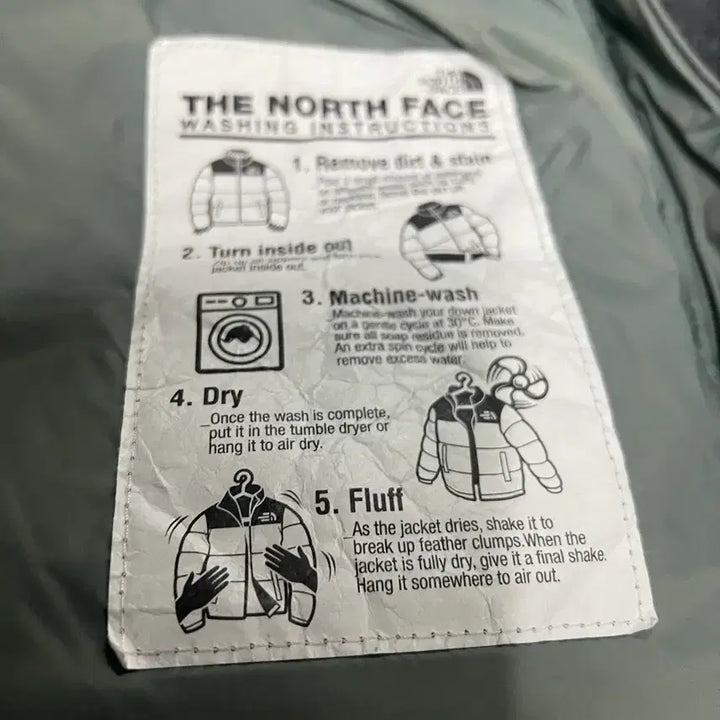 THE NORTH FACE
WASHING INSTRUCTIONS
1. Remove dirt & stain
2. Turn inside out
jacket inside out.
3. Machine-wash
Machine-wash your down jacket
on a gentle cycle at 30°C. Make
sure all soap residue is removed.
An extra spin cycle will help to
remove excess water.
4. Dry
Once the wash is complete,
put it in the tumble dryer or
hang it to air dry.
5. Fluff
As the jacket dries, shake it to
break up feather clumps.When the
jacket is fully dry, give it a final shake.
Hang it somewhere to air out.